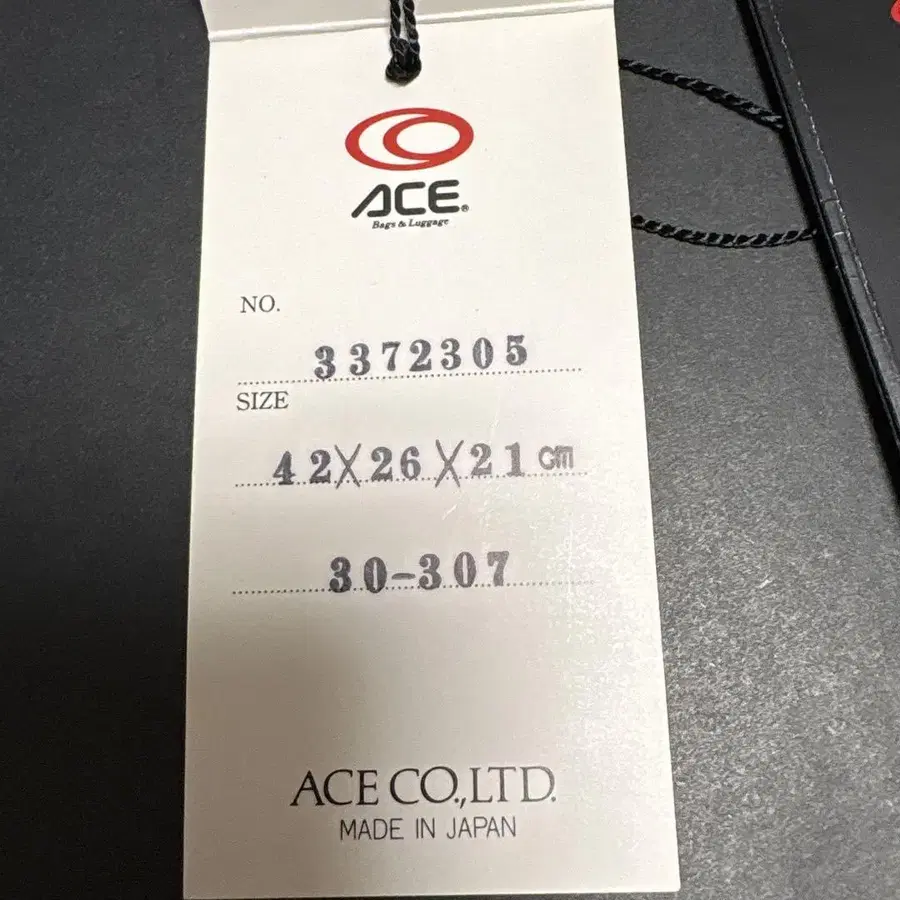 ACE®
Bags & Luggage
NO.
3372305
SIZE
42X26X21cm
30-307
ACE CO.,LTD.
MADE IN JAPAN